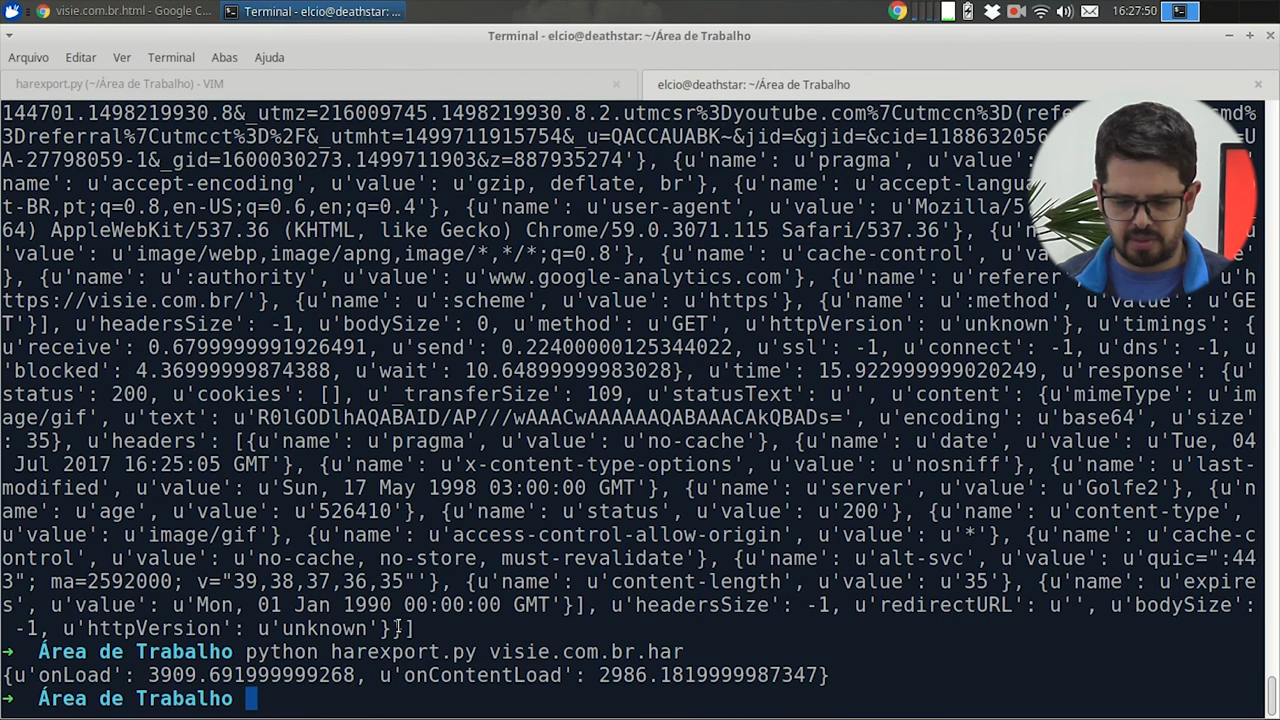 visie.com.br.html - Google C... Terminal - elcio@deathstar: ... 16:27:50
Terminal - elcio@deathstar: ~/Área de Trabalho
Arquivo Editar Ver Terminal Abas Ajuda
harexport.py (~/Área de Trabalho) - VIM elcio@deathstar: ~/Área de Trabalho
144701.1498219930.8&_utmz=216009745.1498219930.8.2.utmcsr%3Dyoutube.com%7Cutmccn%3D(refe smd%
3Dreferral%7Cutmcct%3D%2F&_utmht=1499711915754&_u=QACCAUABK~&jid=&gjid=&cid=1188632056 =U
A-27798059-1&_gid=1600030273.1499711903&z=887935274'}, {u'name': u'pragma', u'value':
name': u'accept-encoding', u'value': u'gzip, deflate, br'}, {u'name': u'accept-langu
t-BR,pt;q=0.8,en-US;q=0.6,en;q=0.4'}, {u'name': u'user-agent', u'value': u'Mozilla/5
64) AppleWebKit/537.36 (KHTML, like Gecko) Chrome/59.0.3071.115 Safari/537.36'},
'value': u'image/webp,image/apng,image/*,*/*;q=0.8'}, {u'name': u'cache-control', u'va
}, {u'name': u':authority', u'value': u'www.google-analytics.com'}, {u'name': u'referer u'h
ttps://visie.com.br/'}, {u'name': u':scheme', u'value': u'https'}, {u'name': u':method', u'value': u'GE
T'}], u'headersSize': -1, u'bodySize': 0, u'method': u'GET', u'httpVersion': u'unknown'}, u'timings': {
u'receive': 0.6799999991926491, u'send': 0.22400000125344022, u'ssl': -1, u'connect': -1, u'dns': -1, u
'blocked': 4.36999999874388, u'wait': 10.64899999983028}, u'time': 15.922999999020249, u'response': {u'
status': 200, u'cookies': [], u'_transferSize': 109, u'statusText': u'', u'content': {u'mimeType': u'im
age/gif', u'text': u'R0lGODlhAQABAID/AP///wAAACwAAAAAAQABAAACAkQBADs=', u'encoding': u'base64', u'size'
: 35}, u'headers': [{u'name': u'pragma', u'value': u'no-cache'}, {u'name': u'date', u'value': u'Tue, 04
Jul 2017 16:25:05 GMT'}, {u'name': u'x-content-type-options', u'value': u'nosniff'}, {u'name': u'last-
modified', u'value': u'Sun, 17 May 1998 03:00:00 GMT'}, {u'name': u'server', u'value': u'Golfe2'}, {u'n
ame': u'age', u'value': u'526410'}, {u'name': u'status', u'value': u'200'}, {u'name': u'content-type',
u'value': u'image/gif'}, {u'name': u'access-control-allow-origin', u'value': u'*'}, {u'name': u'cache-c
ontrol', u'value': u'no-cache, no-store, must-revalidate'}, {u'name': u'alt-svc', u'value': u'quic=":44
3"; ma=2592000; v="39,38,37,36,35"'}, {u'name': u'content-length', u'value': u'35'}, {u'name': u'expire
s', u'value': u'Mon, 01 Jan 1990 00:00:00 GMT'}], u'headersSize': -1, u'redirectURL': u'', u'bodySize':
-1, u'httpVersion': u'unknown'}}]
➜ Área de Trabalho python harexport.py visie.com.br.har
{u'onLoad': 3909.691999999268, u'onContentLoad': 2986.1819999987347}
➜ Área de Trabalho